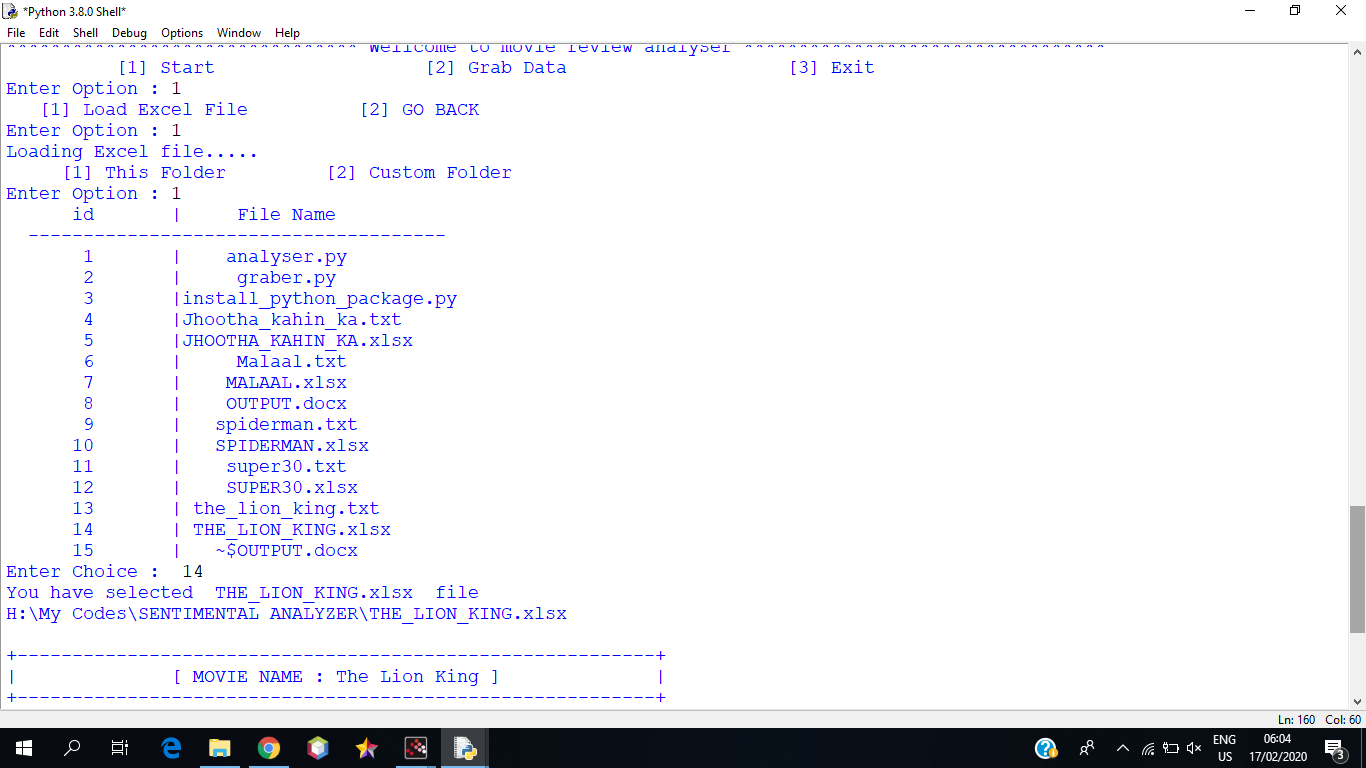 *Python 3.8.0 Shell*
File Edit Shell Debug Options Window Help
******************************** Wellcome to movie review analyser *********************************
[1] Start [2] Grab Data [3] Exit
Enter Option : 1
[1] Load Excel File [2] GO BACK
Enter Option : 1
Loading Excel file.....
[1] This Folder [2] Custom Folder
Enter Option : 1
id | File Name
--------------------------------------
1 | analyser.py
2 | graber.py
3 |install_python_package.py
4 |Jhootha_kahin_ka.txt
5 |JHOOTHA_KAHIN_KA.xlsx
6 | Malaal.txt
7 | MALAAL.xlsx
8 | OUTPUT.docx
9 | spiderman.txt
10 | SPIDERMAN.xlsx
11 | super30.txt
12 | SUPER30.xlsx
13 | the_lion_king.txt
14 | THE_LION_KING.xlsx
15 | ~$OUTPUT.docx
Enter Choice : 14
You have selected THE_LION_KING.xlsx file
H:\My Codes\SENTIMENTAL ANALYZER\THE_LION_KING.xlsx
+----------------------------------------------------------+
| [ MOVIE NAME : The Lion King ] |
+----------------------------------------------------------+
Ln: 160 Col: 60
ENG 06:04
US 17/02/2020
3